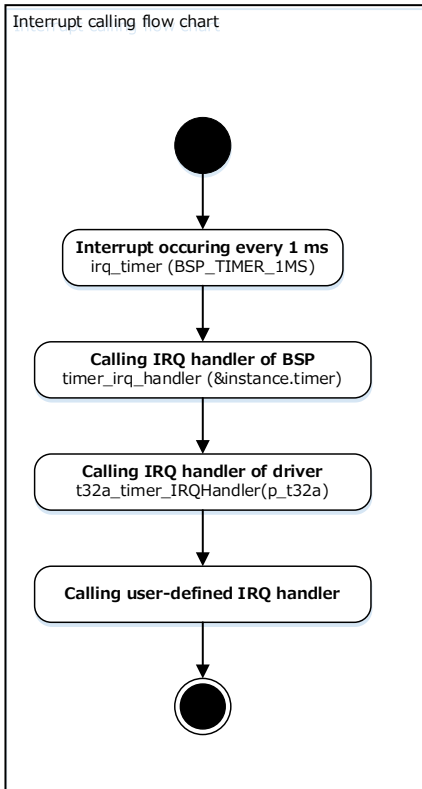 Interrupt calling flow chart
Interrupt occuring every 1 ms
irq_timer (BSP_TIMER_1MS)
Calling IRQ handler of BSP
timer_irq_handler (&instance.timer)
Calling IRQ handler of driver
t32a_timer_IRQHandler(p_t32a)
Calling user-defined IRQ handler